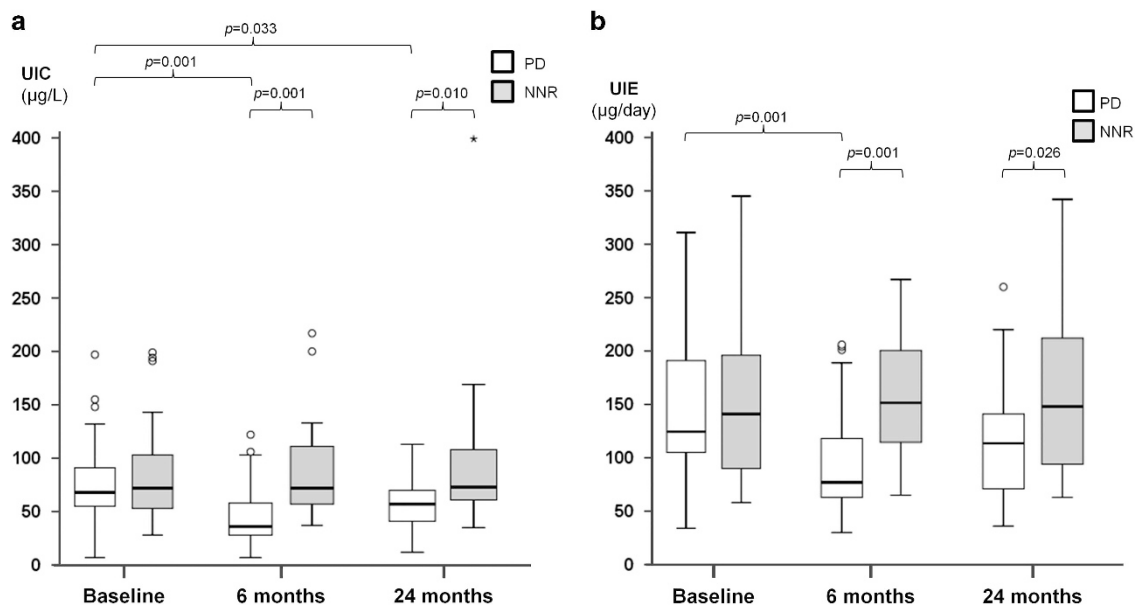 a
p=0.033
UIC
(µg/L)
p=0.001
PD
NNR
p=0.001
p=0.010
*
400
350
300
250
200
150
100
50
0
Baseline
6 months
24 months
b
UIE
(µg/day)
PD
NNR
p=0.001
p=0.001
p=0.026
400
350
300
250
200
150
100
50
0
Baseline
6 months
24 months